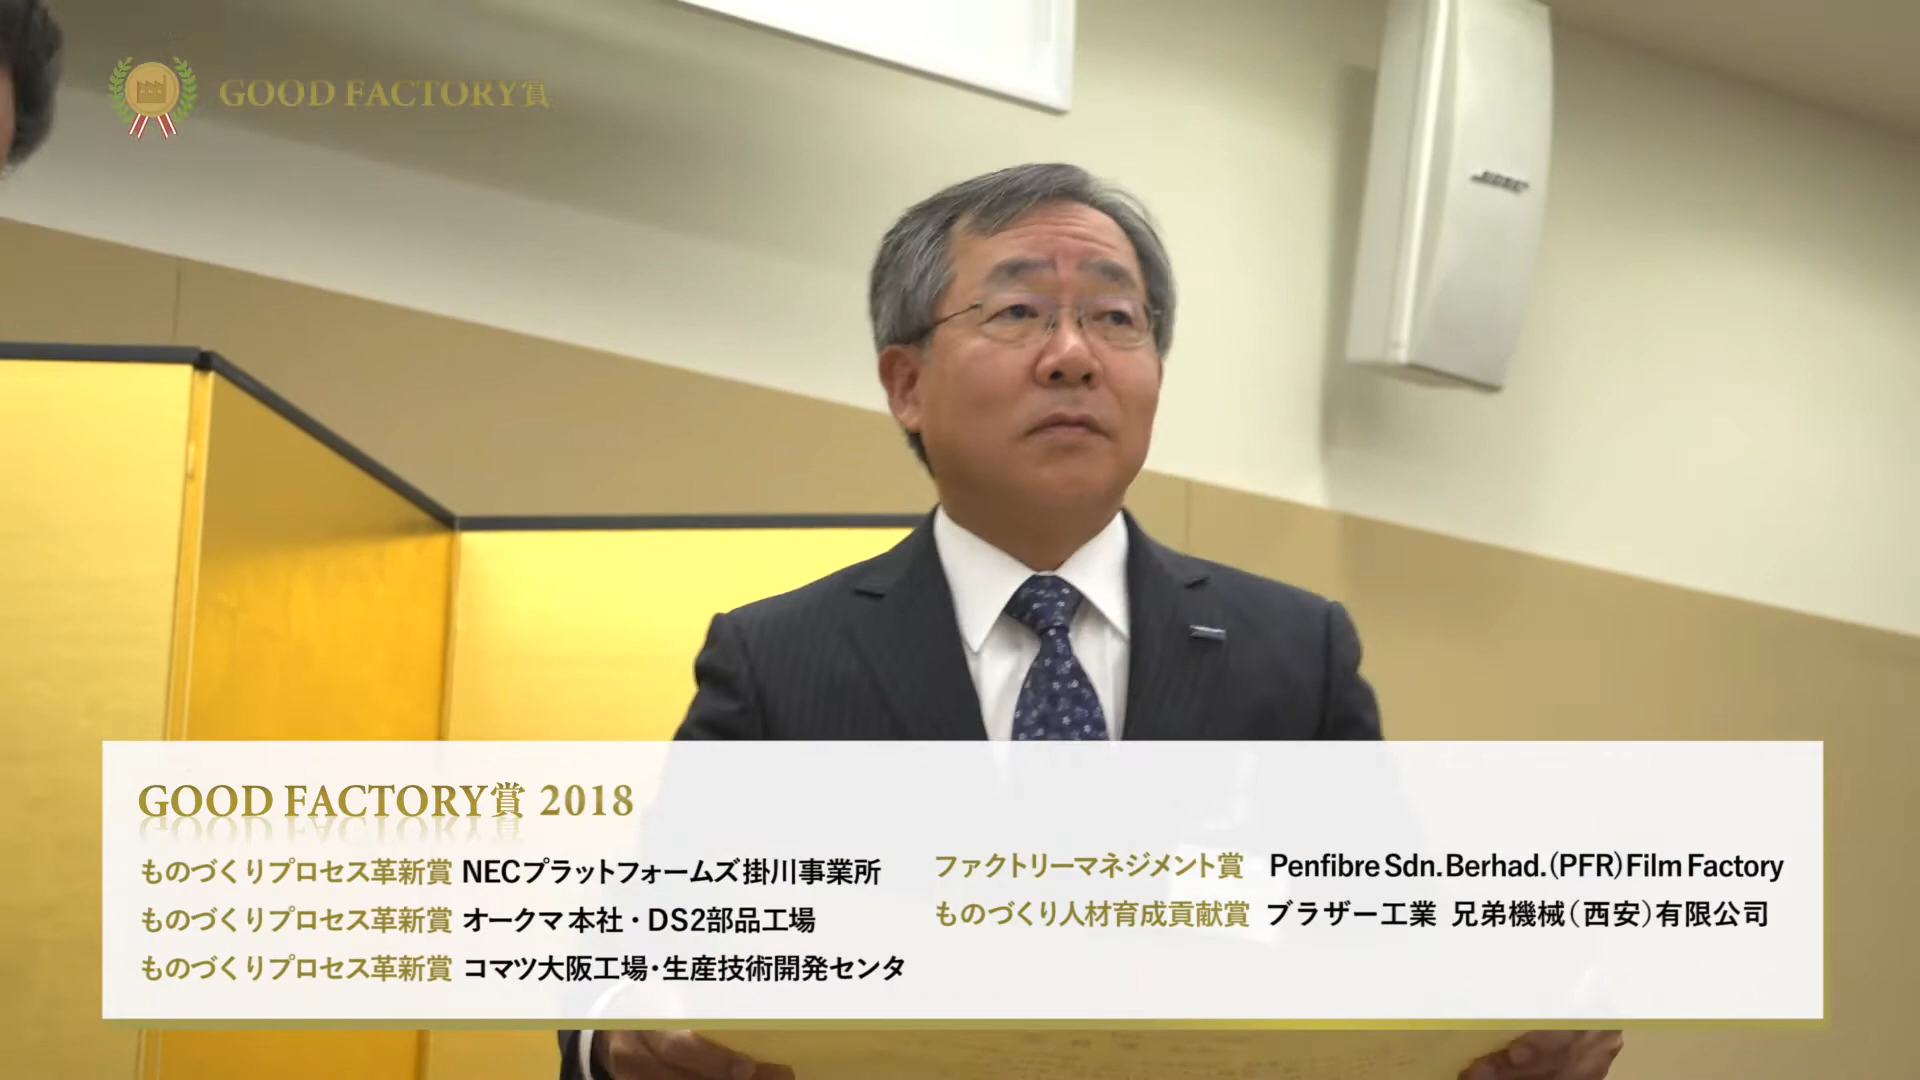 GOOD FACTORY賞
BOSE
GOOD FACTORY賞 2018
ものづくりプロセス革新賞 NECプラットフォームズ掛川事業所
ものづくりプロセス革新賞 オークマ 本社・DS2部品工場
ものづくりプロセス革新賞 コマツ大阪工場・生産技術開発センタ
ファクトリーマネジメント賞 Penfibre Sdn.Berhad.(PFR)Film Factory
ものづくり人材育成貢献賞 ブラザー工業 兄弟機械(西安)有限公司